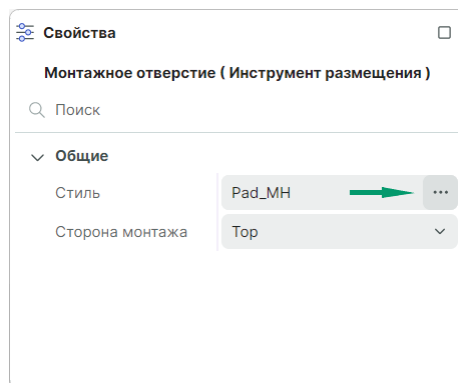 Свойства
Монтажное отверстие ( Инструмент размещения )
Поиск
Общие
Стиль Pad_MH ...
Сторона монтажа Top